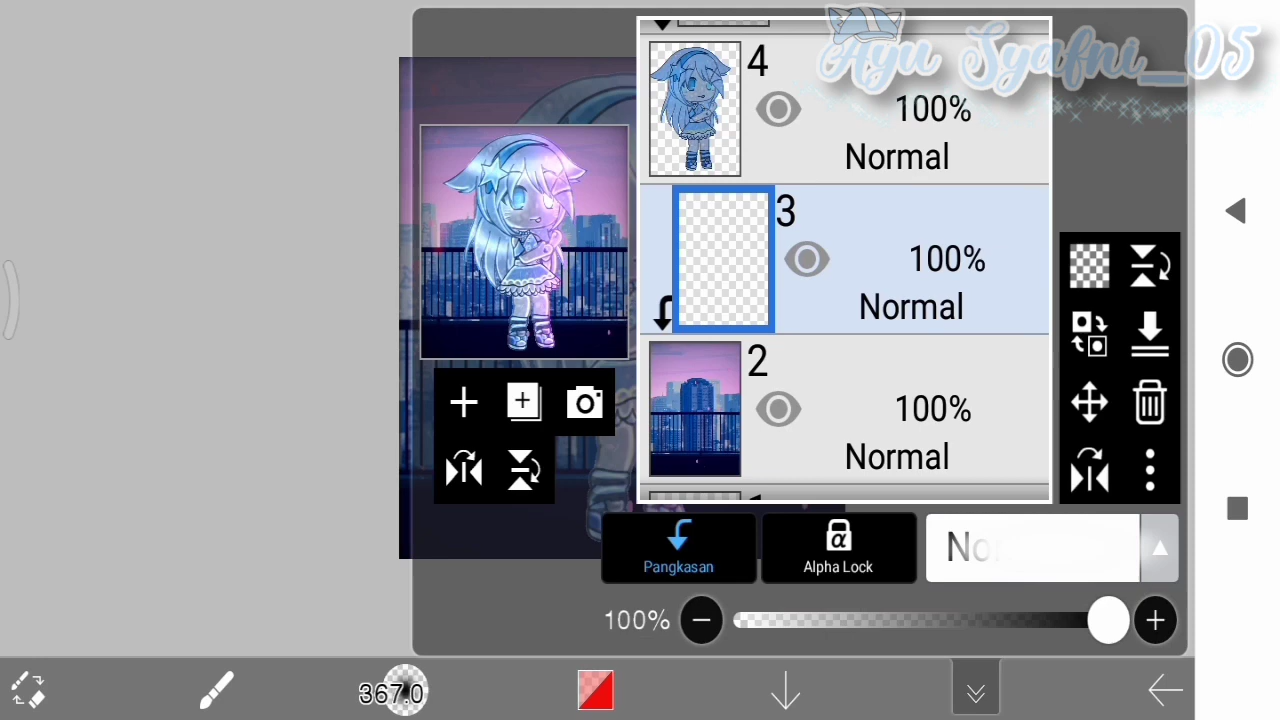 Ayu Syafni_05
4
100%
Normal
3
100%
Normal
2
100%
Normal
Pangkasan
Alpha Lock
100%
367.0